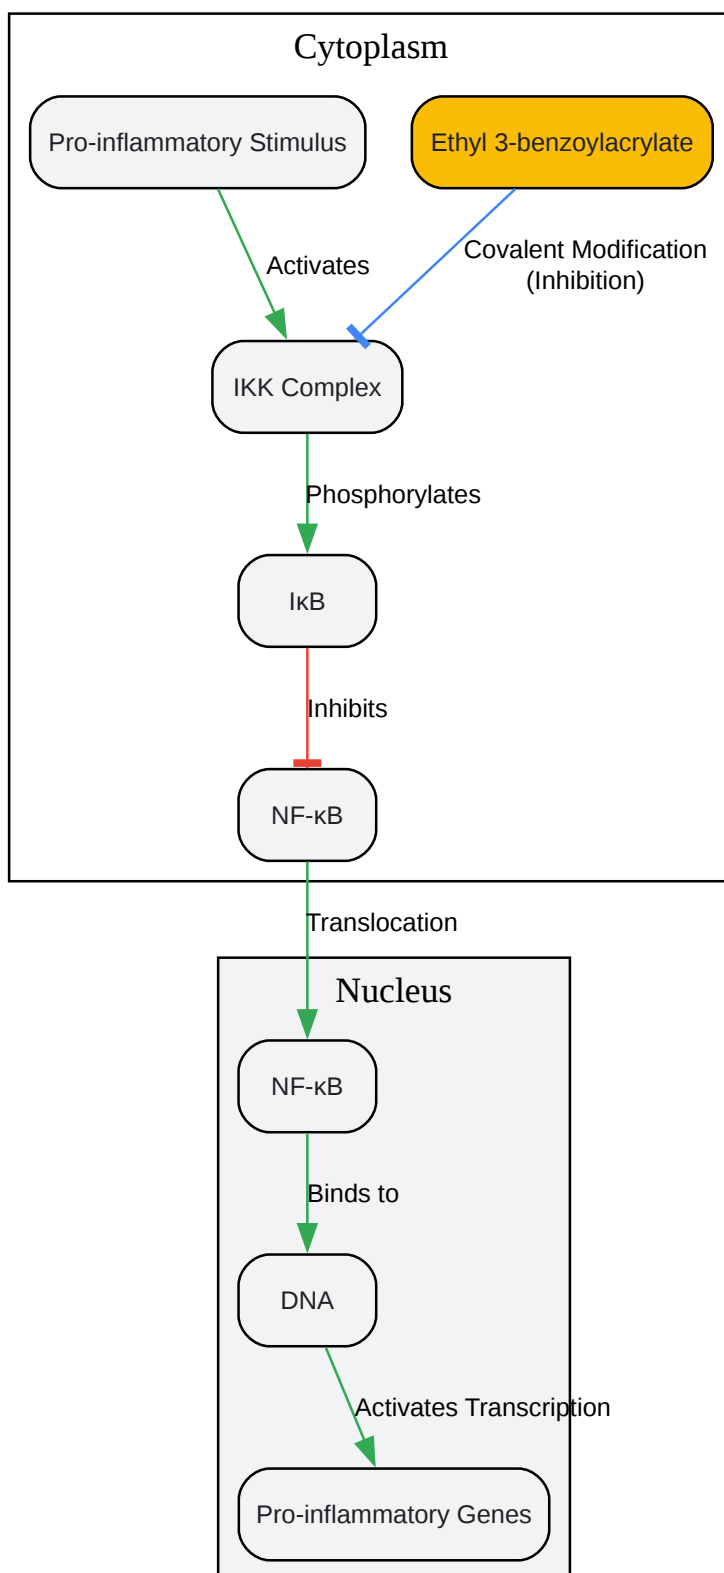 Cytoplasm
Pro-inflammatory Stimulus
Ethyl 3-benzoylacrylate
Activates
Covalent Modification
(Inhibition)
IKK Complex
Phosphorylates
IκB
Inhibits
NF-κB
Translocation
Nucleus
NF-κB
Binds to
DNA
Activates Transcription
Pro-inflammatory Genes